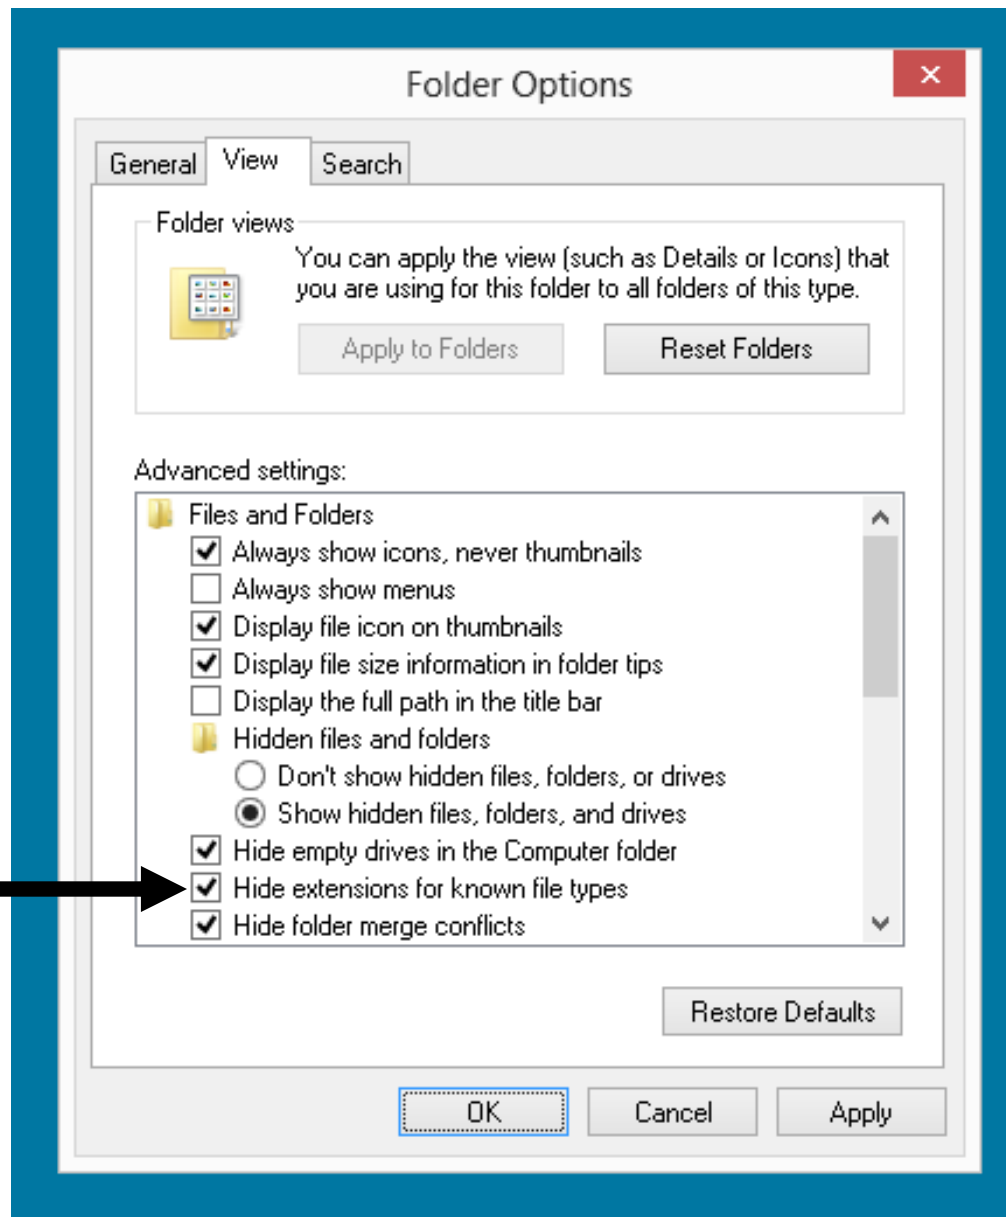 Folder Options
General View Search
Folder views
You can apply the view (such as Details or Icons) that
you are using for this folder to all folders of this type.
Apply to Folders Reset Folders
Advanced settings:
Files and Folders
Always show icons, never thumbnails
Always show menus
Display file icon on thumbnails
Display file size information in folder tips
Display the full path in the title bar
Hidden files and folders
Don't show hidden files, folders, or drives
Show hidden files, folders, and drives
Hide empty drives in the Computer folder
Hide extensions for known file types
Hide folder merge conflicts
Restore Defaults
OK Cancel Apply